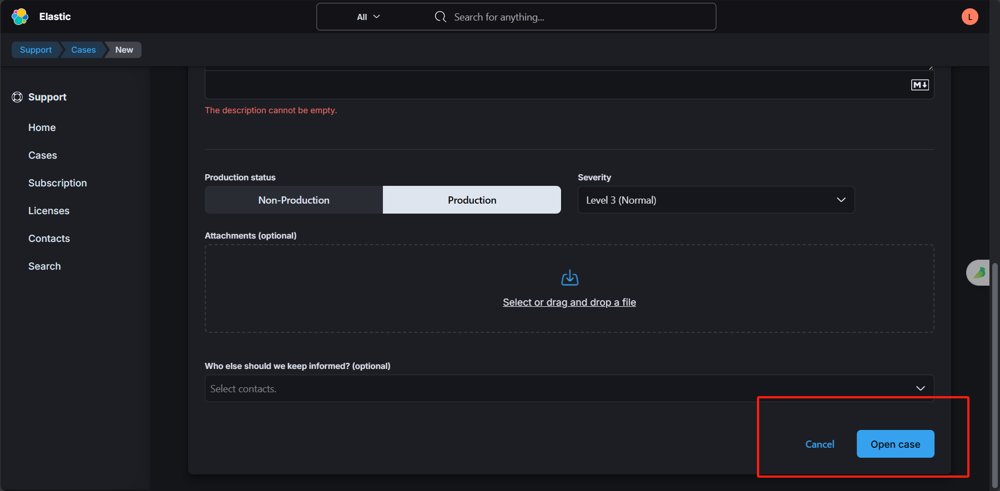 Elastic
All
Search for anything...
L
Support
Cases
New
Support
Home
Cases
Subscription
Licenses
Contacts
Search
M
The description cannot be empty.
Production status
Non-Production
Production
Severity
Level 3 (Normal)
Attachments (optional)
Select or drag and drop a file
Who else should we keep informed? (optional)
Select contacts.
Cancel
Open case